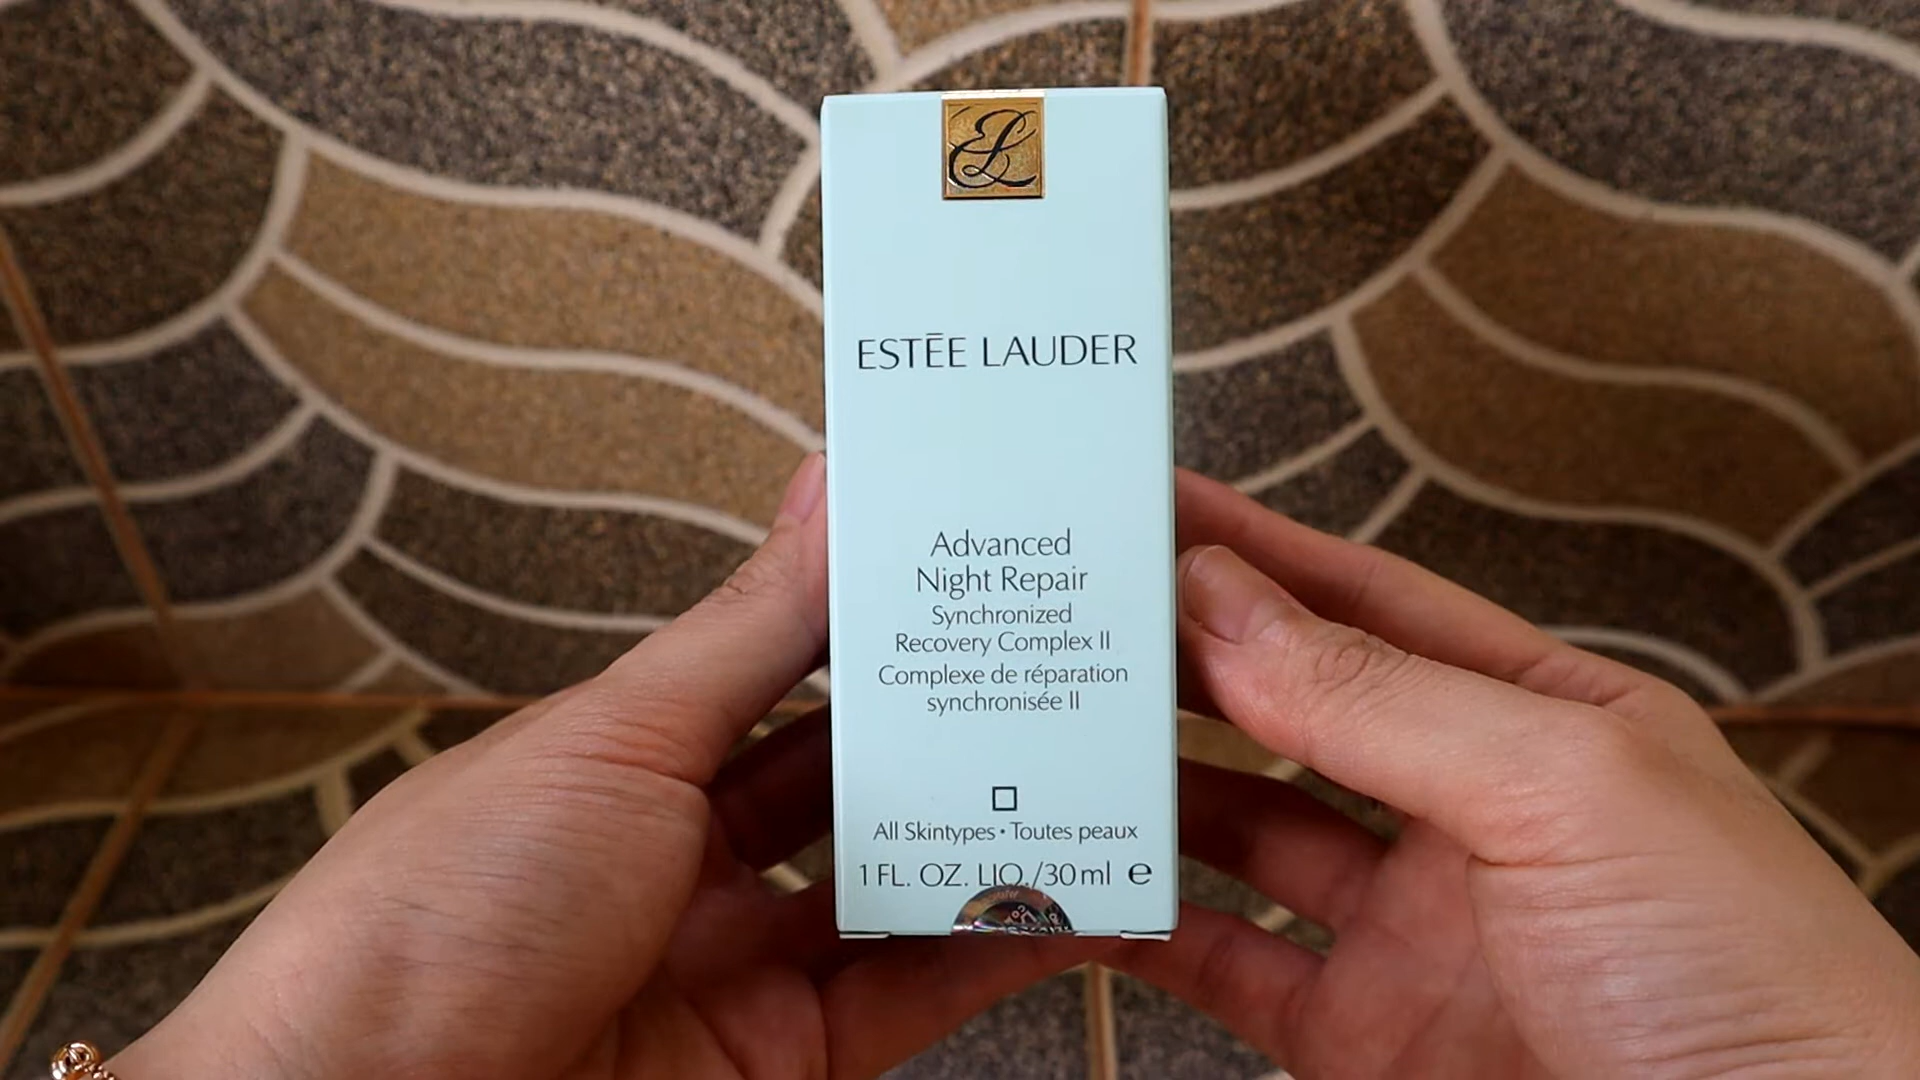 EL
ESTĒE LAUDER
Advanced
Night Repair
Synchronized
Recovery Complex II
Complexe de réparation
synchronisée II
All Skintypes • Toutes peaux
1 FL. OZ. LIQ./30 ml e